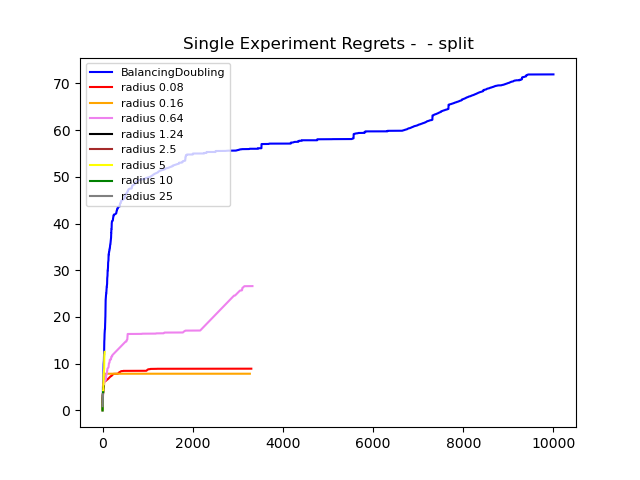 Single Experiment Regrets -  - split
BalancingDoubling
radius 0.08
radius 0.16
radius 0.64
radius 1.24
radius 2.5
radius 5
radius 10
radius 25
70
60
50
40
30
20
10
0
0 2000 4000 6000 8000 10000